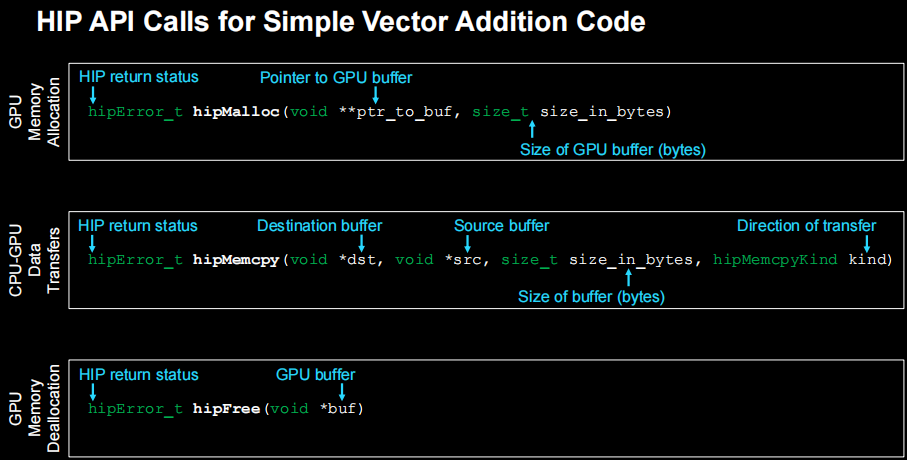 HIP API Calls for Simple Vector Addition Code
GPU
Memory
Allocation
HIP return status
Pointer to GPU buffer
hipError_t hipMalloc(void **ptr_to_buf, size_t size_in_bytes)
Size of GPU buffer (bytes)
CPU-GPU
Data
Transfers
HIP return status
Destination buffer
Source buffer
Direction of transfer
hipError_t hipMemcpy(void *dst, void *src, size_t size_in_bytes, hipMemcpyKind kind)
Size of buffer (bytes)
GPU
Memory
Deallocation
HIP return status
GPU buffer
hipError_t hipFree(void *buf)